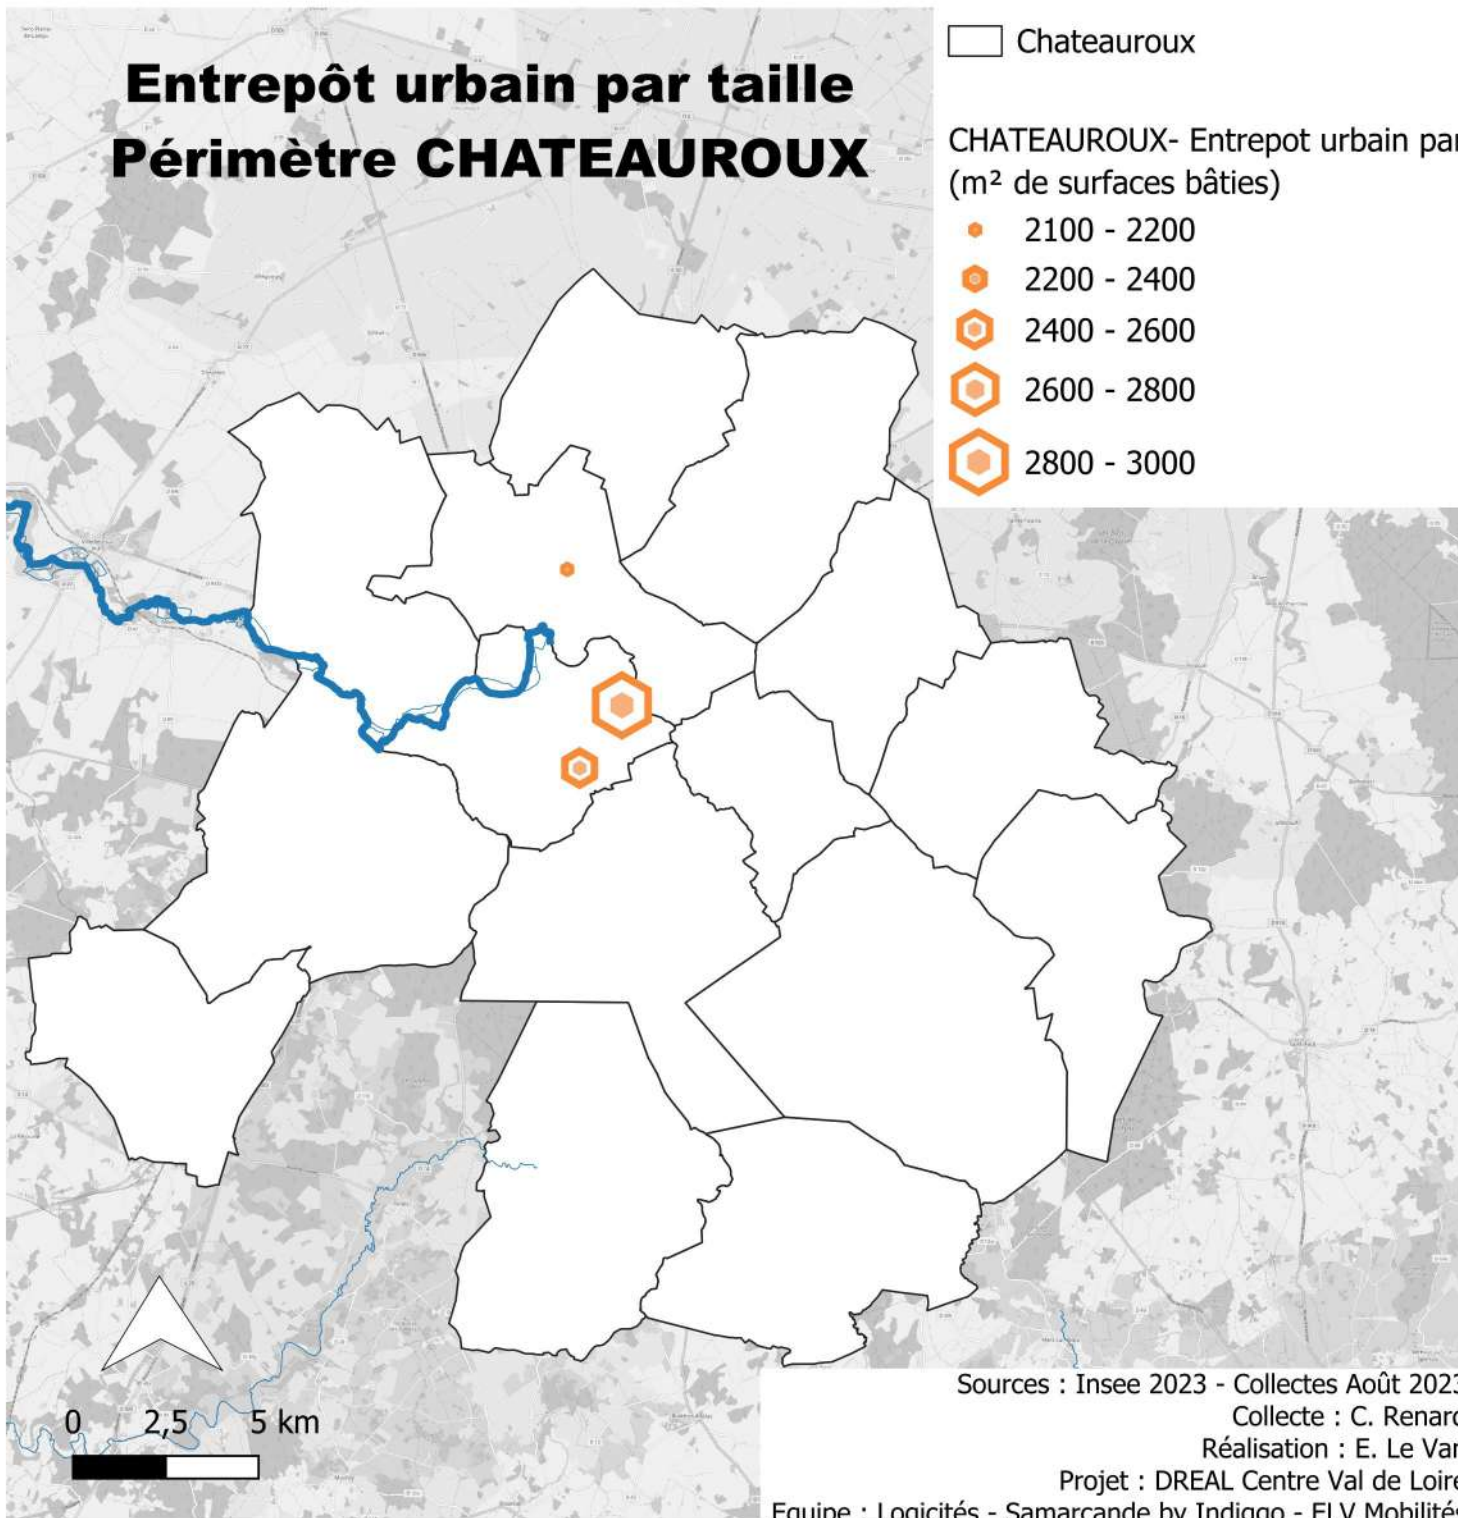 Entrepôt urbain par taille
Périmètre CHATEAUROUX
Chateauroux
CHATEAUROUX- Entrepot urbain par
(m² de surfaces bâties)
2100 - 2200
2200 - 2400
2400 - 2600
2600 - 2800
2800 - 3000
0 2,5 5 km
Sources : Insee 2023 - Collectes Août 2023
Collecte : C. Renard
Réalisation : E. Le Van
Projet : DREAL Centre Val de Loire
Equipe : Logicités - Samarcande by Indiggo - ELV Mobilités